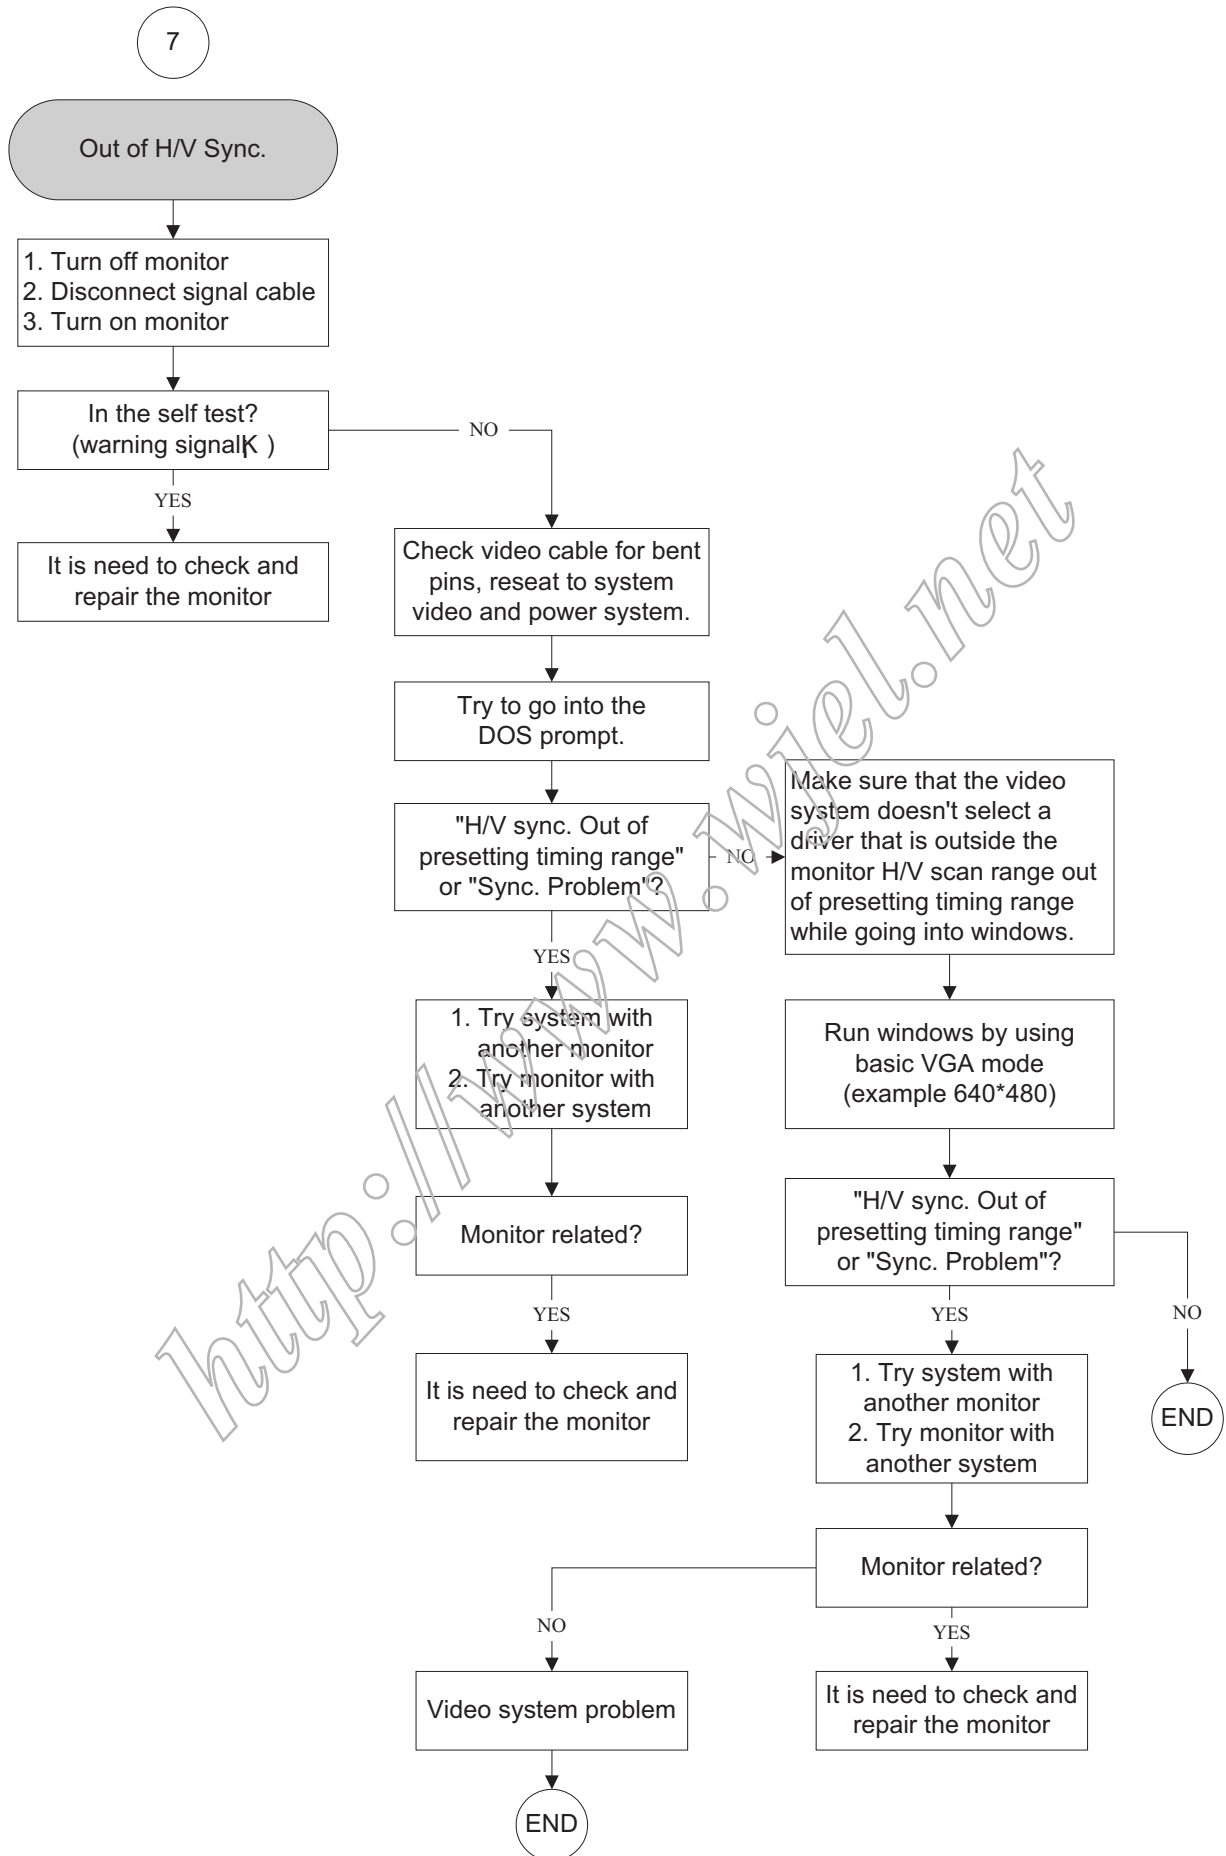 7
Out of H/V Sync.
1. Turn off monitor
2. Disconnect signal cable
3. Turn on monitor
In the self test?
(warning signalK )
NO
YES
It is need to check and
repair the monitor
Check video cable for bent
pins, reseat to system
video and power system.
Try to go into the
DOS prompt.
"H/V sync. Out of
presetting timing range"
or "Sync. Problem"?
NO
Make sure that the video
system doesn't select a
driver that is outside the
monitor H/V scan range out
of presetting timing range
while going into windows.
YES
1. Try system with
another monitor
2. Try monitor with
another system
Run windows by using
basic VGA mode
(example 640*480)
Monitor related?
"H/V sync. Out of
presetting timing range"
or "Sync. Problem"?
YES
YES
NO
It is need to check and
repair the monitor
1. Try system with
another monitor
2. Try monitor with
another system
END
Monitor related?
NO
YES
Video system problem
It is need to check and
repair the monitor
END
http://www.wjel.net